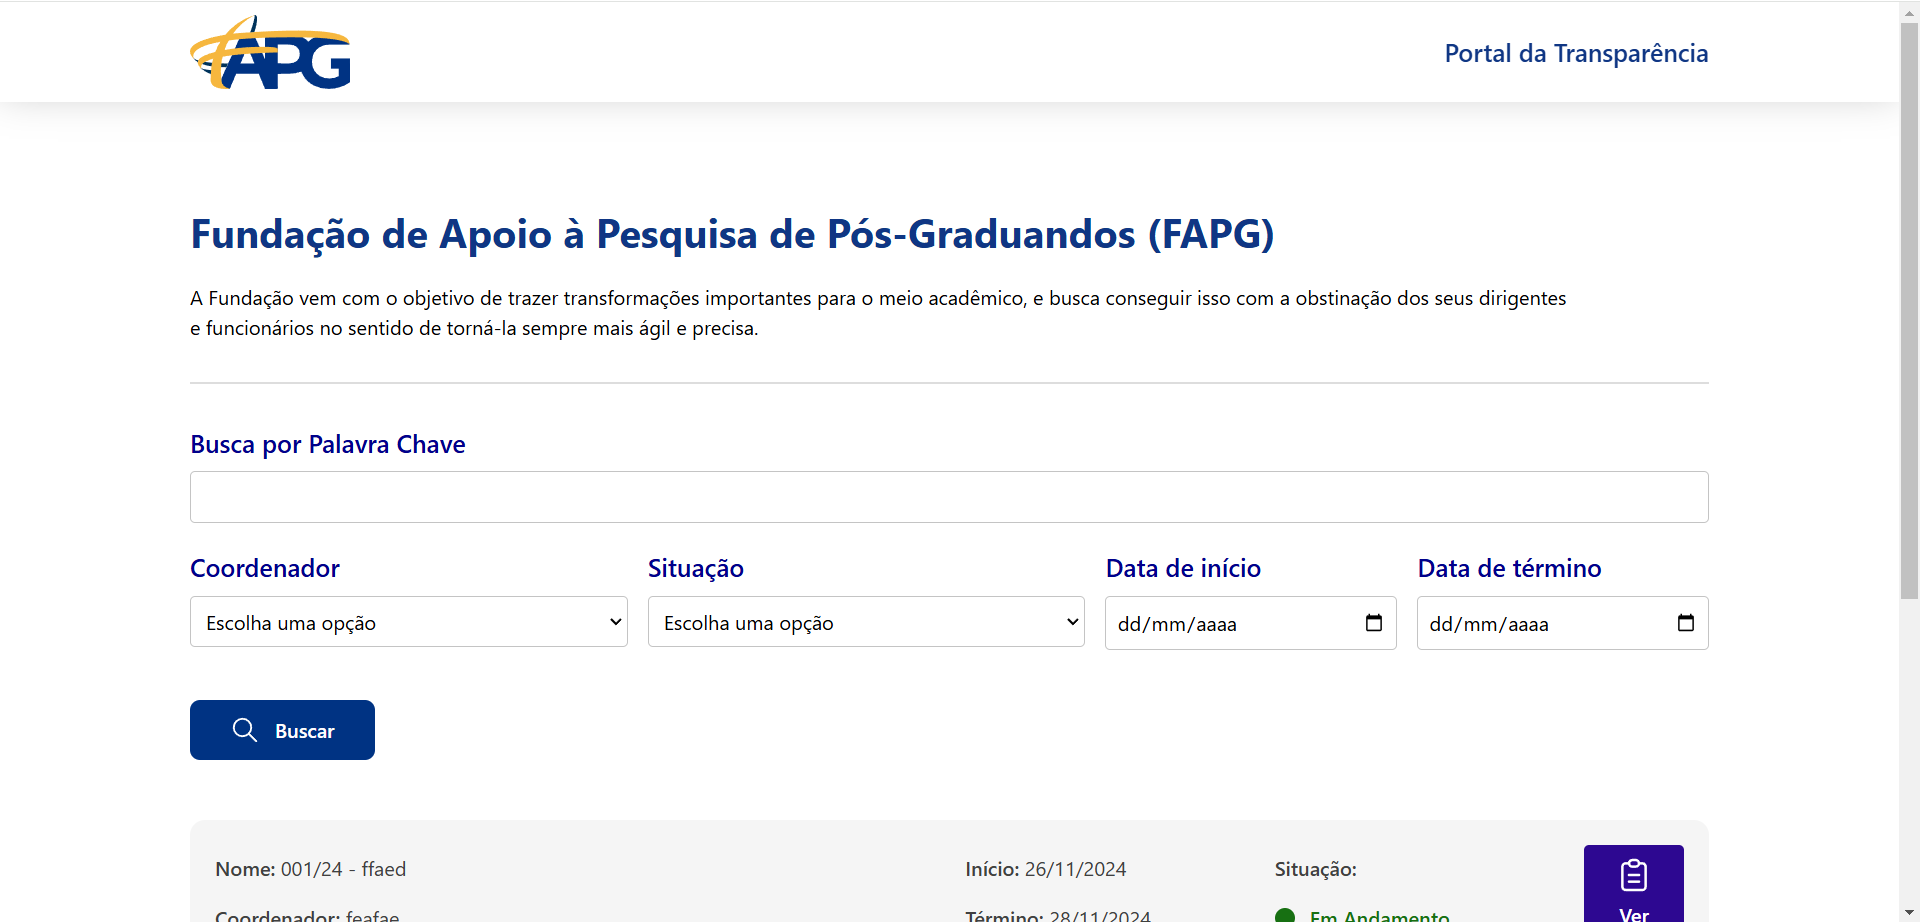 FAPG
Portal da Transparência
Fundação de Apoio à Pesquisa de Pós-Graduandos (FAPG)
A Fundação vem com o objetivo de trazer transformações importantes para o meio acadêmico, e busca conseguir isso com a obstinação dos seus dirigentes
e funcionários no sentido de torná-la sempre mais ágil e precisa.
Busca por Palavra Chave
Coordenador Situação Data de início Data de término
Escolha uma opção Escolha uma opção dd/mm/aaaa dd/mm/aaaa
Buscar
Nome: 001/24 - ffaed Início: 26/11/2024 Situação:
Coordenador: feafae Término: 28/11/2024 Em Andamento Ver